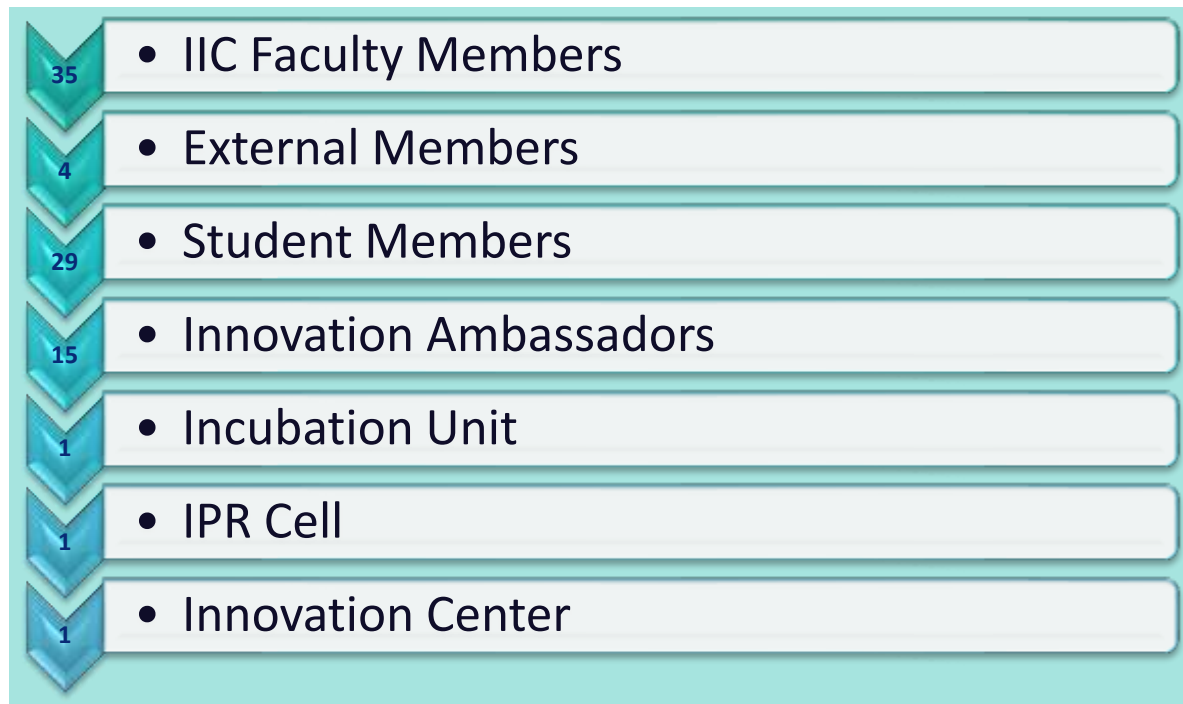 35 • IIC Faculty Members
4 • External Members
29 • Student Members
15 • Innovation Ambassadors
1 • Incubation Unit
1 • IPR Cell
1 • Innovation Center